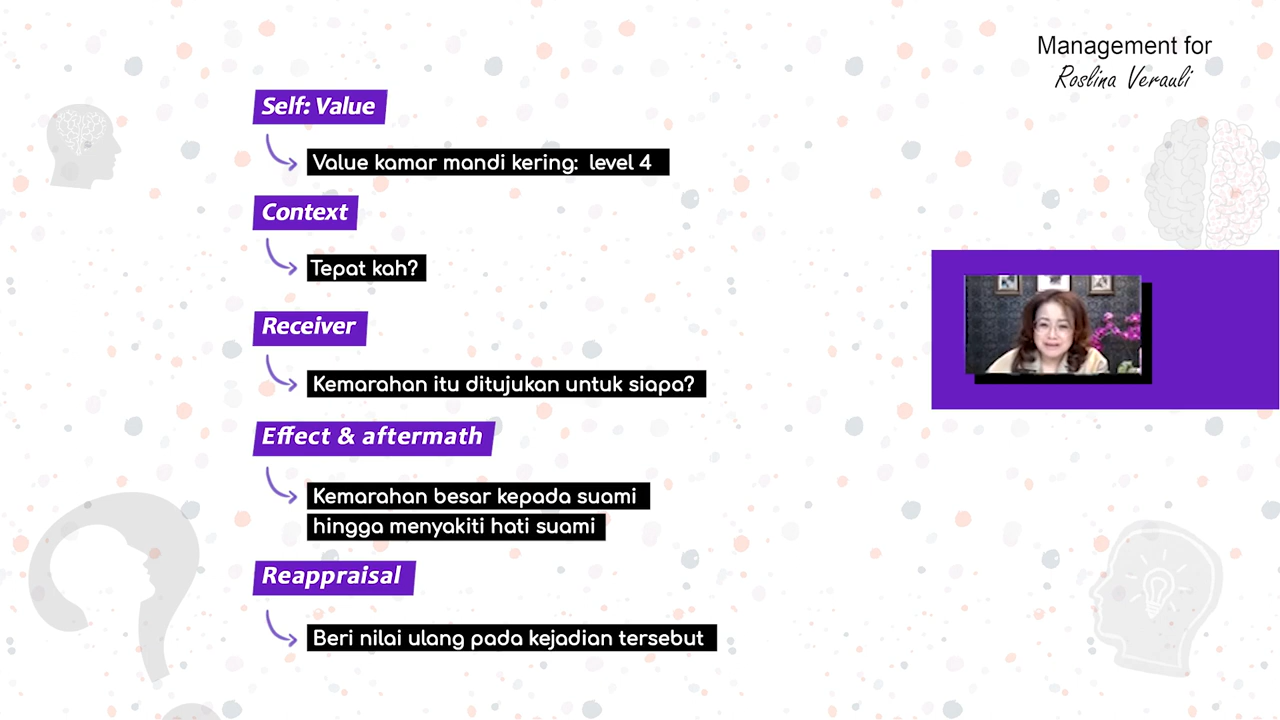 Management for
Roslina Verauli
Self: Value
Value kamar mandi kering: level 4
Context
Tepat kah?
Receiver
Kemarahan itu ditujukan untuk siapa?
Effect & aftermath
Kemarahan besar kepada suami
hingga menyakiti hati suami
Reappraisal
Beri nilai ulang pada kejadian tersebut